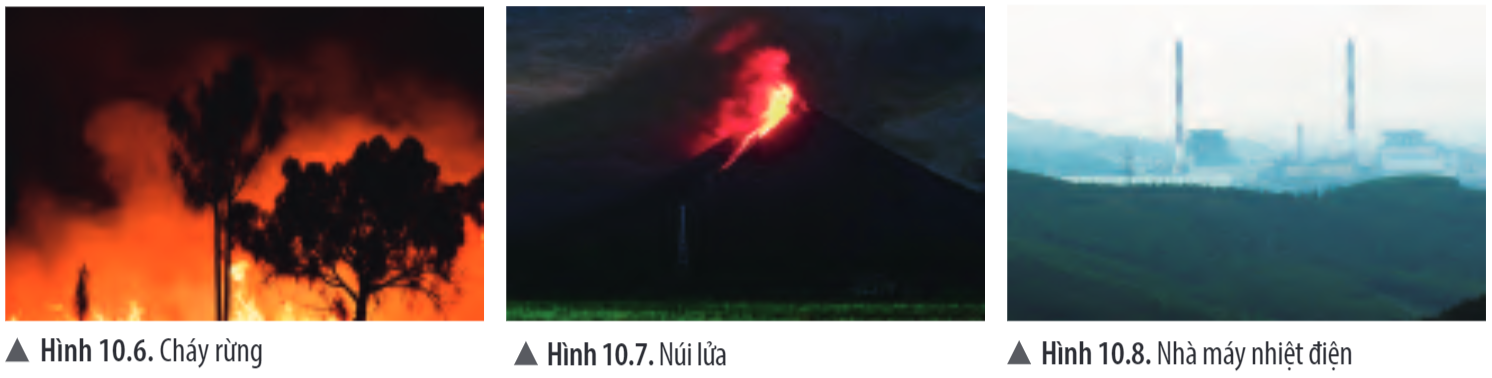 ▲ Hình 10.6. Cháy rừng
▲ Hình 10.7. Núi lửa
▲ Hình 10.8. Nhà máy nhiệt điện